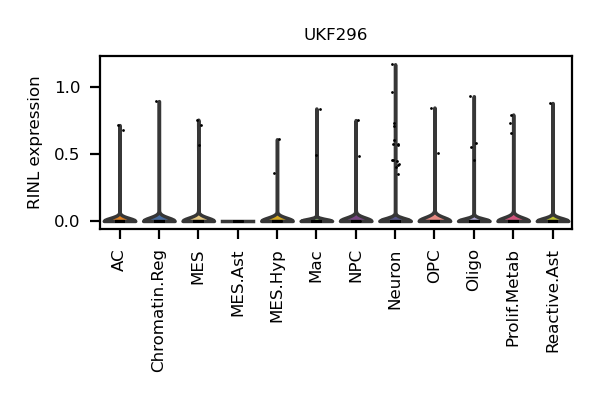 UKF296
RINL expression
1.0
0.5
0.0
AC
Chromatin.Reg
MES
MES.Ast
MES.Hyp
Mac
NPC
Neuron
OPC
Oligo
Prolif.Metab
Reactive.Ast